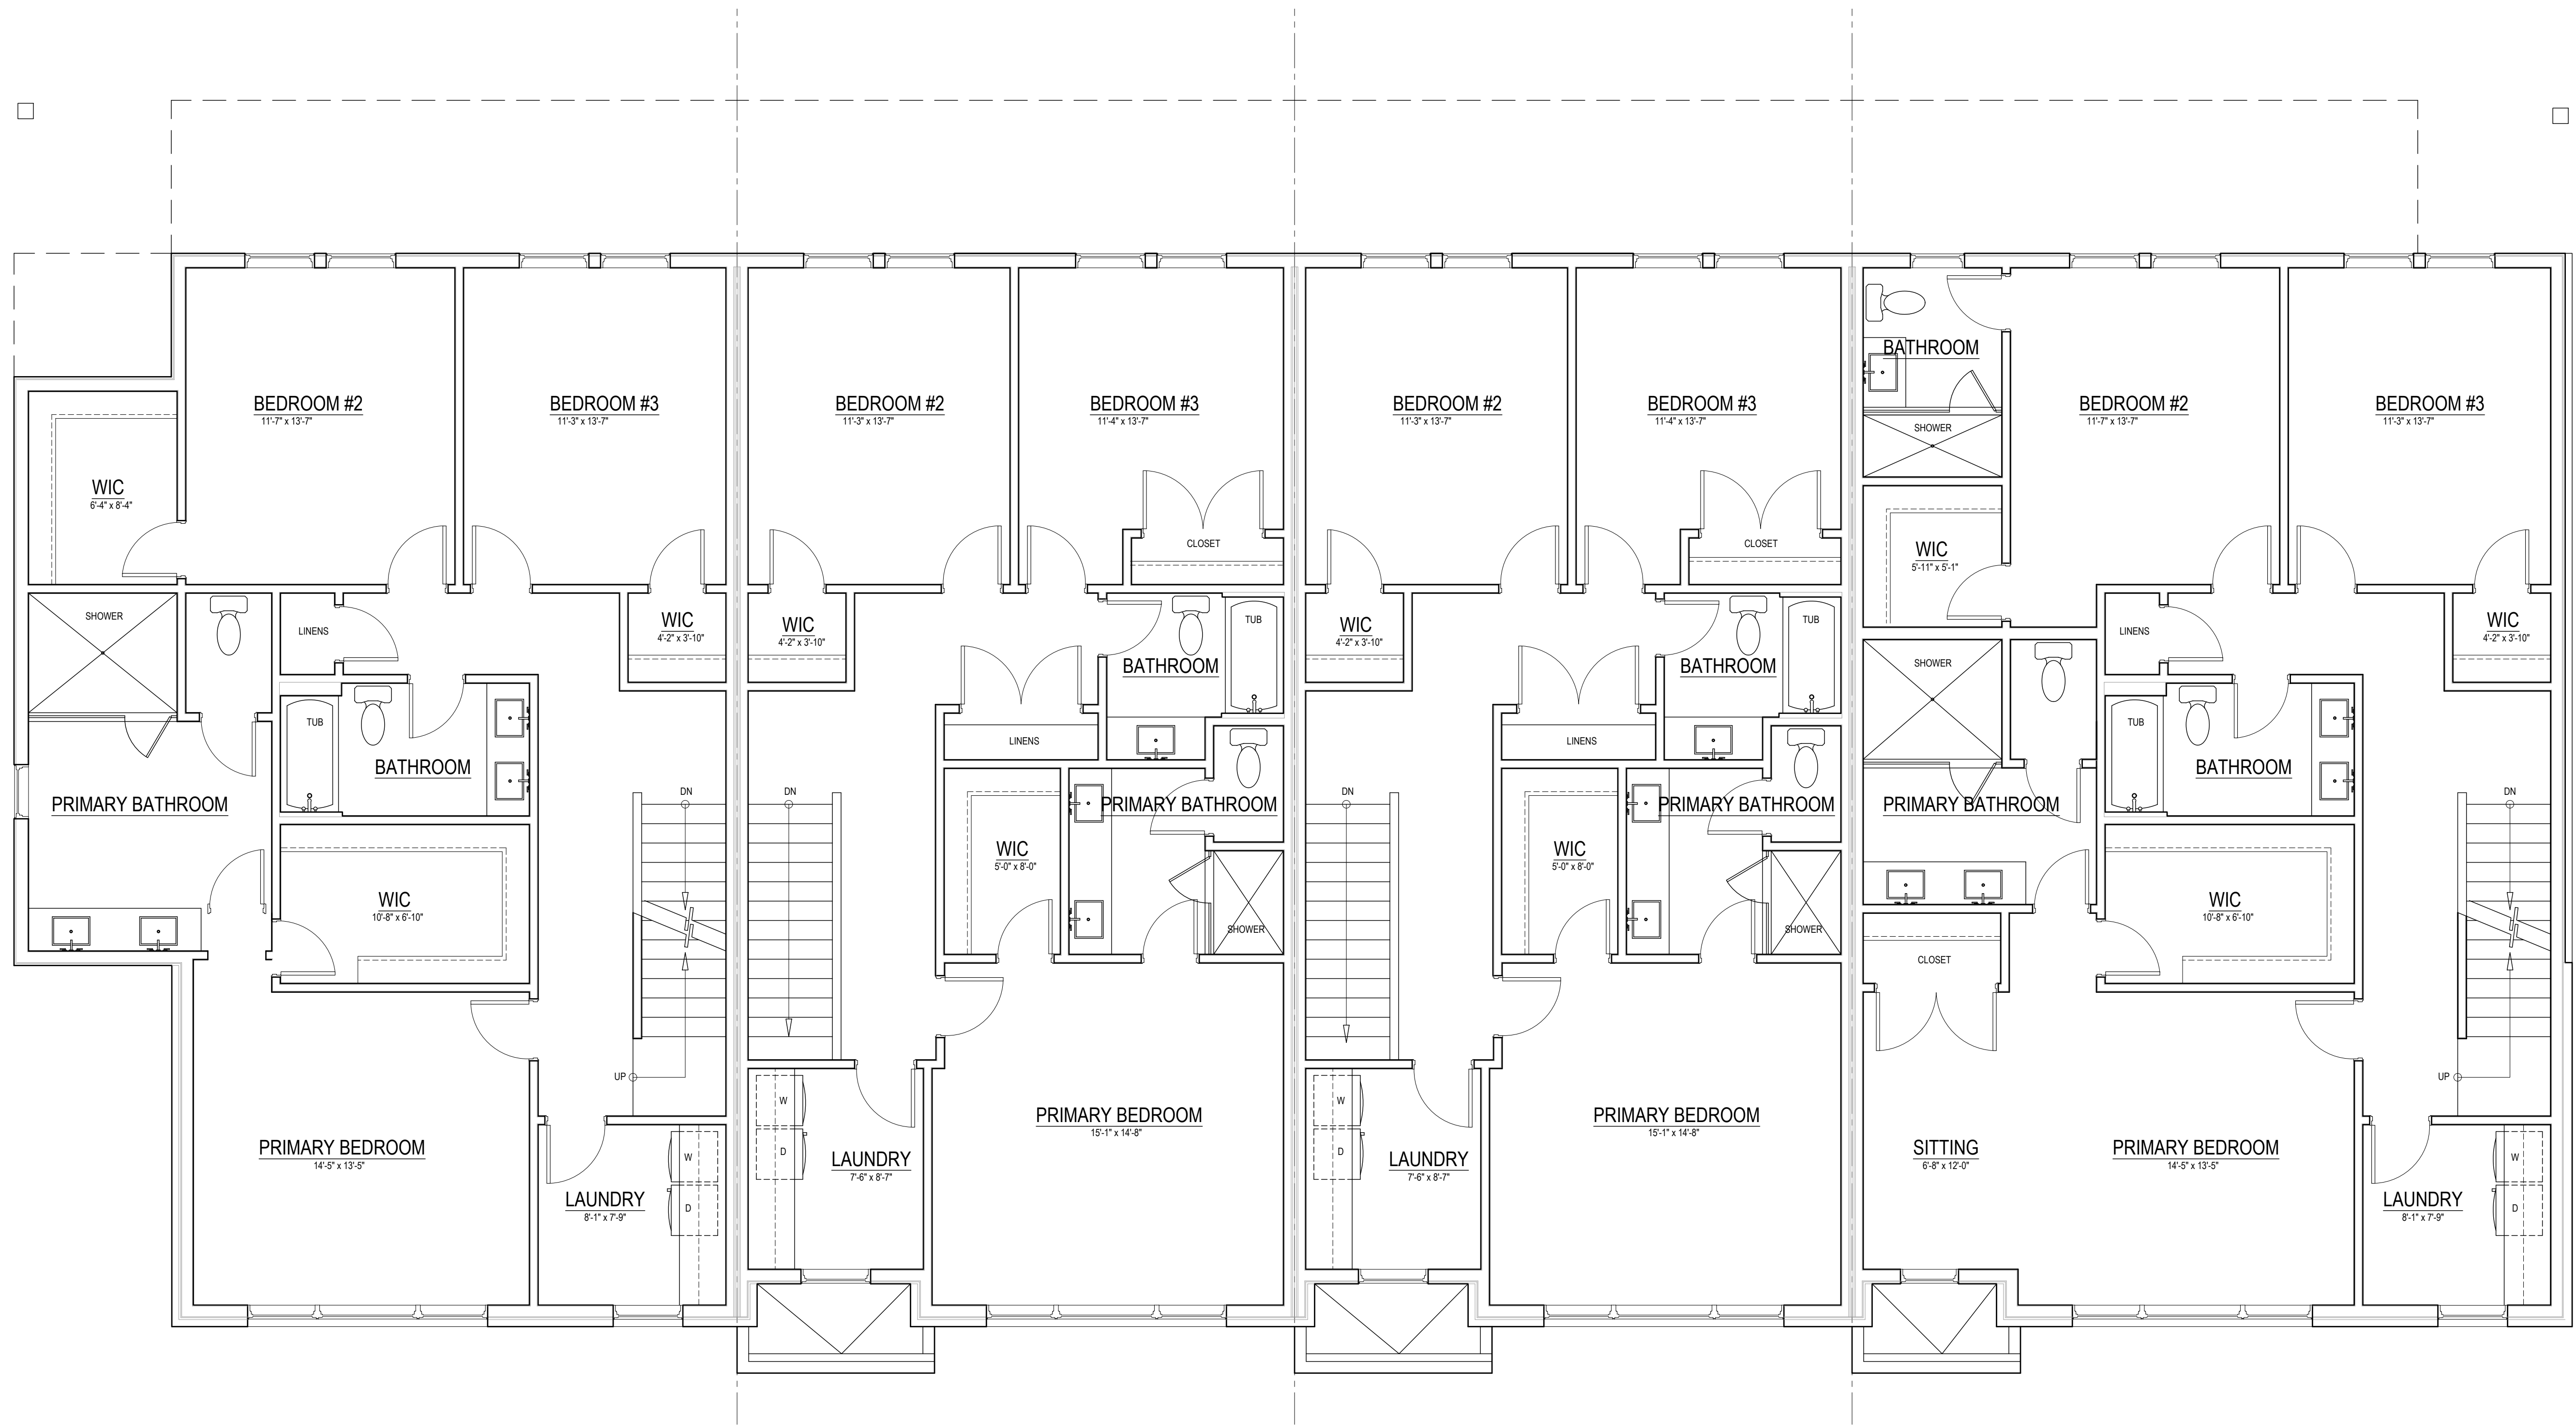 BEDROOM #2
11'-7" x 13'-7"
WIC
6'-4" x 8'-4"
BEDROOM #3
11'-3" x 13'-7"
SHOWER
LINENS
WIC
4'-2" x 3'-10"
TUB
BATHROOM
PRIMARY BATHROOM
DN
WIC
10'-8" x 6'-10"
UP
PRIMARY BEDROOM
14'-5" x 13'-5"
W
D
LAUNDRY
8'-1" x 7'-9"
BEDROOM #2
11'-3" x 13'-7"
BEDROOM #3
11'-4" x 13'-7"
CLOSET
WIC
4'-2" x 3'-10"
TUB
BATHROOM
LINENS
DN
PRIMARY BATHROOM
WIC
5'-0" x 8'-0"
SHOWER
W
D
LAUNDRY
7'-6" x 8'-7"
PRIMARY BEDROOM
15'-1" x 14'-8"
BEDROOM #2
11'-3" x 13'-7"
BEDROOM #3
11'-4" x 13'-7"
CLOSET
WIC
4'-2" x 3'-10"
TUB
BATHROOM
LINENS
DN
PRIMARY BATHROOM
WIC
5'-0" x 8'-0"
SHOWER
W
D
LAUNDRY
7'-6" x 8'-7"
PRIMARY BEDROOM
15'-1" x 14'-8"
BATHROOM
SHOWER
BEDROOM #2
11'-7" x 13'-7"
BEDROOM #3
11'-3" x 13'-7"
WIC
5'-11" x 5'-1"
LINENS
WIC
4'-2" x 3'-10"
SHOWER
TUB
BATHROOM
PRIMARY BATHROOM
DN
WIC
10'-8" x 6'-10"
CLOSET
UP
SITTING
6'-8" x 12'-0"
PRIMARY BEDROOM
14'-5" x 13'-5"
W
D
LAUNDRY
8'-1" x 7'-9"